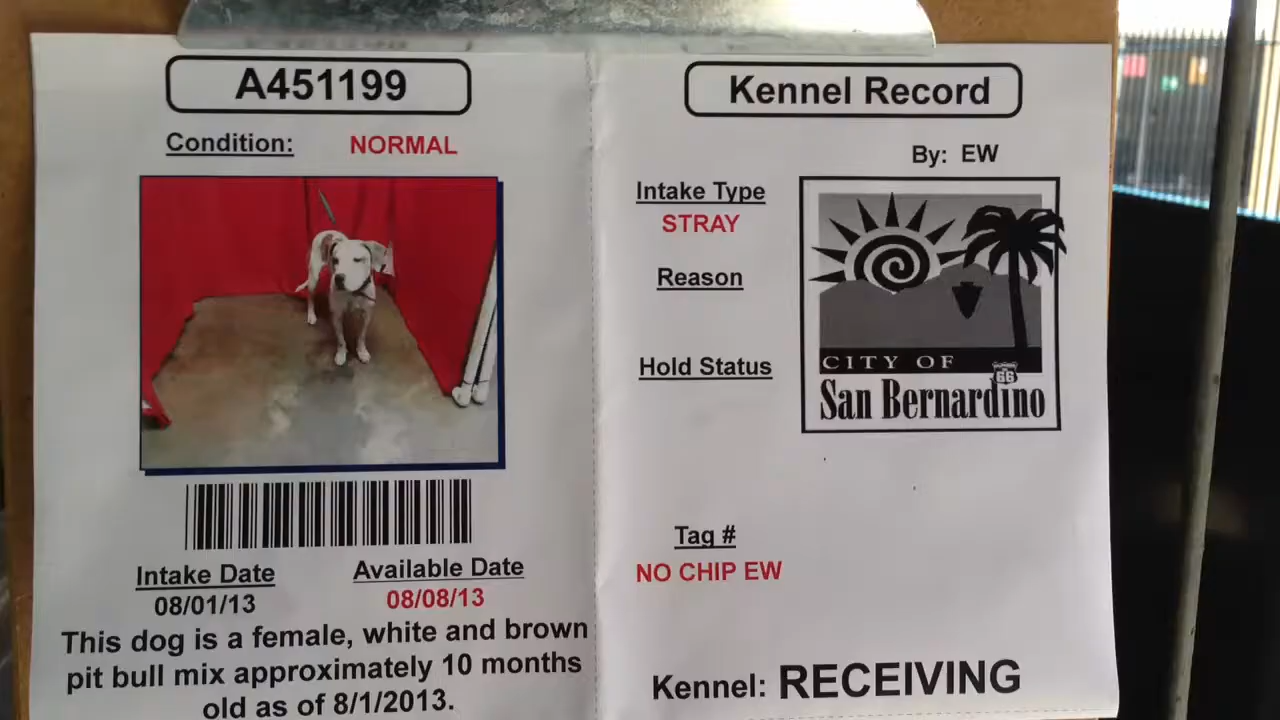 A451199
Condition: NORMAL
Intake Date
08/01/13
Available Date
08/08/13
This dog is a female, white and brown
pit bull mix approximately 10 months
old as of 8/1/2013.
Kennel Record
By: EW
Intake Type
STRAY
Reason
Hold Status
CITY OF
66
San Bernardino
Tag #
NO CHIP EW
Kennel: RECEIVING